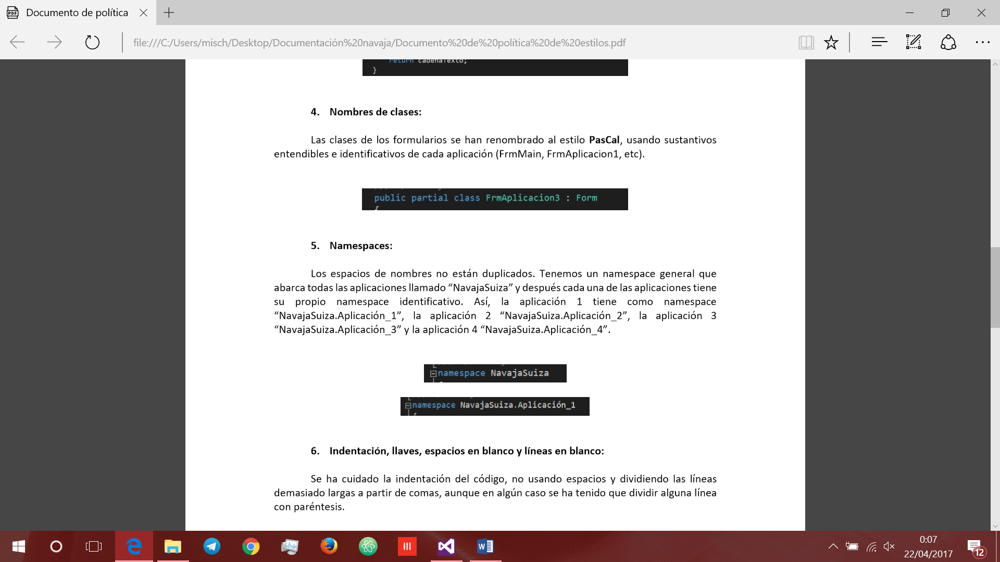 Documento de política
file:///C:/Users/misch/Desktop/Documentación%20navaja/Documento%20de%20política%20de%20estilos.pdf
return cadenaTexto;
}
4. Nombres de clases:
Las clases de los formularios se han renombrado al estilo PasCal, usando sustantivos
entendibles e identificativos de cada aplicación (FrmMain, FrmAplicacion1, etc).
public partial class FrmAplicacion3 : Form
{
5. Namespaces:
Los espacios de nombres no están duplicados. Tenemos un namespace general que
abarca todas las aplicaciones llamado “NavajaSuiza” y después cada una de las aplicaciones tiene
su propio namespace identificativo. Así, la aplicación 1 tiene como namespace
“NavajaSuiza.Aplicación_1”, la aplicación 2 “NavajaSuiza.Aplicación_2”, la aplicación 3
“NavajaSuiza.Aplicación_3” y la aplicación 4 “NavajaSuiza.Aplicación_4”.
namespace NavajaSuiza
namespace NavajaSuiza.Aplicación_1
6. Indentación, llaves, espacios en blanco y líneas en blanco:
Se ha cuidado la indentación del código, no usando espacios y dividiendo las líneas
demasiado largas a partir de comas, aunque en algún caso se ha tenido que dividir alguna línea
con paréntesis.
0:07
22/04/2017
12